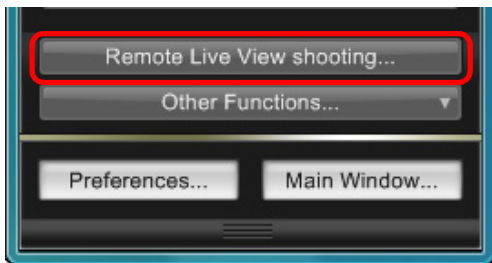 Remote Live View shooting...
Other Functions...
Preferences... Main Window...